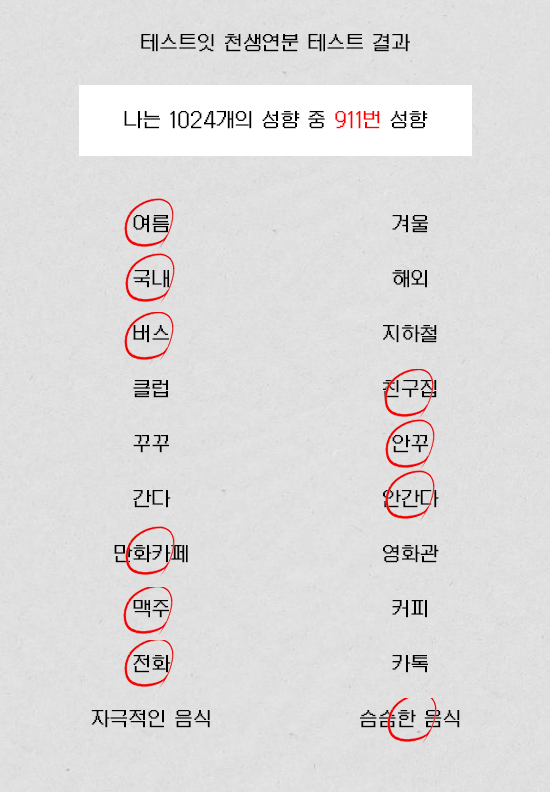 테스트잇 천생연분 테스트 결과
나는 1024개의 성향 중 911번 성향
여름 겨울
국내 해외
버스 지하철
클럽 친구집
꾸꾸 안꾸
간다 안간다
만화카페 영화관
맥주 커피
전화 카톡
자극적인 음식 슴슴한 음식